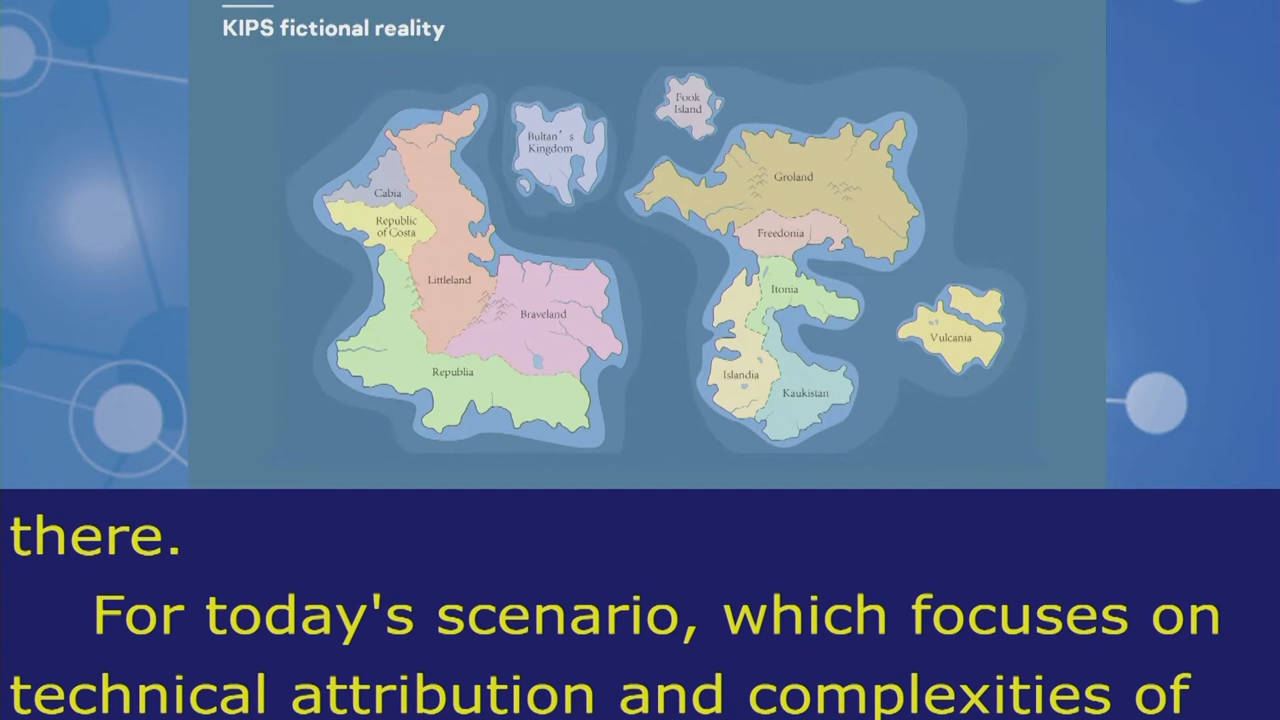 KIPS fictional reality
Fook
Island
Bultan's
Kingdom
Groland
Cabia
Republic
of Costa
Freedonia
Littleland
Itonia
Braveland
Vulcania
Republia
Islandia
Kaukistan
there.
For today's scenario, which focuses on
technical attribution and complexities of